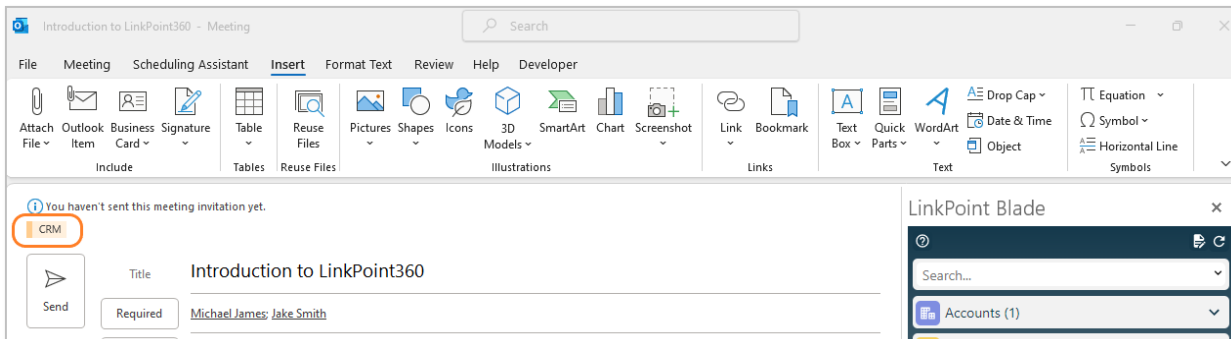 Introduction to LinkPoint360 - Meeting
Search
File Meeting Scheduling Assistant Insert Format Text Review Help Developer
Attach File
Outlook Item
Business Card
Signature
Table
Reuse Files
Pictures
Shapes
Icons
3D Models
SmartArt
Chart
Screenshot
Link
Bookmark
Text Box
Quick Parts
WordArt
Drop Cap
Date & Time
Object
Equation
Symbol
Horizontal Line
Include
Tables
Reuse Files
Illustrations
Links
Text
Symbols
You haven't sent this meeting invitation yet.
CRM
Send
Title
Introduction to LinkPoint360
Required
Michael James; Jake Smith
LinkPoint Blade
Search...
Accounts (1)